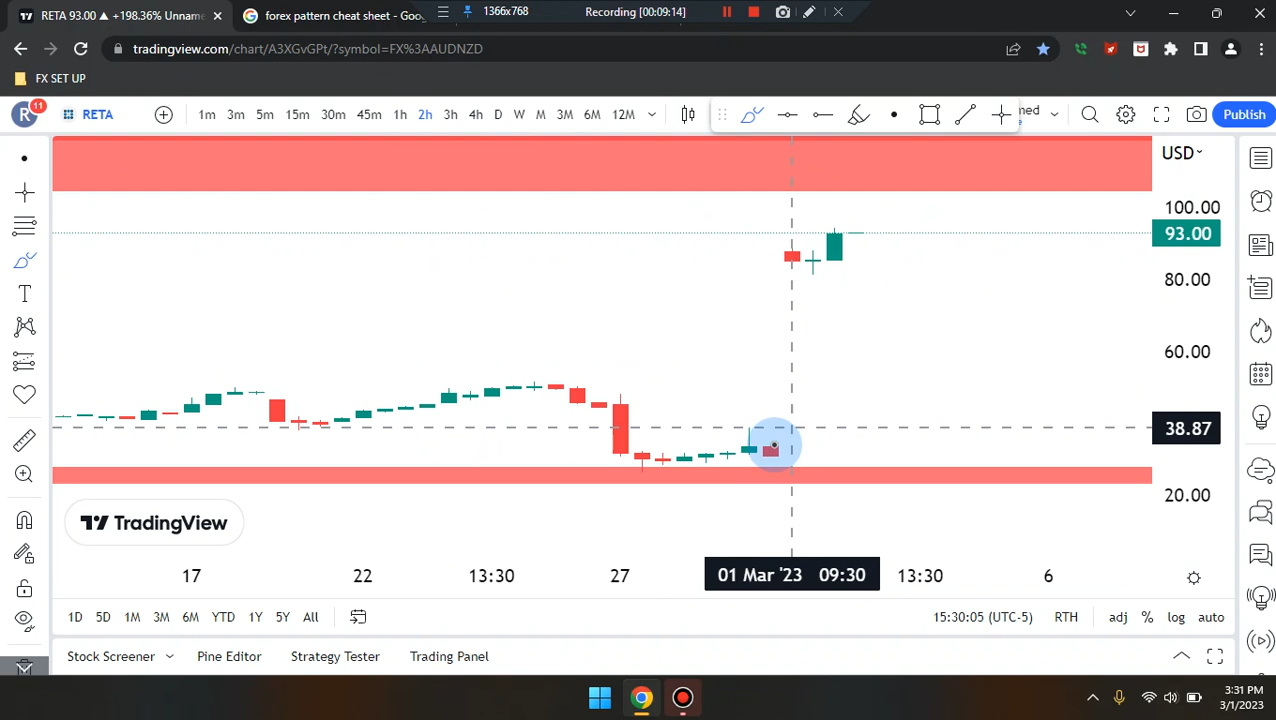 RETA 93.00 ▲ +198.36% Unname
forex pattern cheat sheet - Goo
1366x768
Recording [00:09:14]
tradingview.com/chart/A3XGvGPt/?symbol=FX%3AAUDNZD
FX SET UP
R
11
RETA
1m 3m 5m 15m 30m 45m 1h 2h 3h 4h D W M 3M 6M 12M
med
Publish
USD
100.00
93.00
80.00
60.00
38.87
20.00
TradingView
17 22 13:30 27 01 Mar '23 09:30 13:30 6
1D 5D 1M 3M 6M YTD 1Y 5Y All
15:30:05 (UTC-5) RTH adj % log auto
Stock Screener Pine Editor Strategy Tester Trading Panel
3:31 PM
3/1/2023